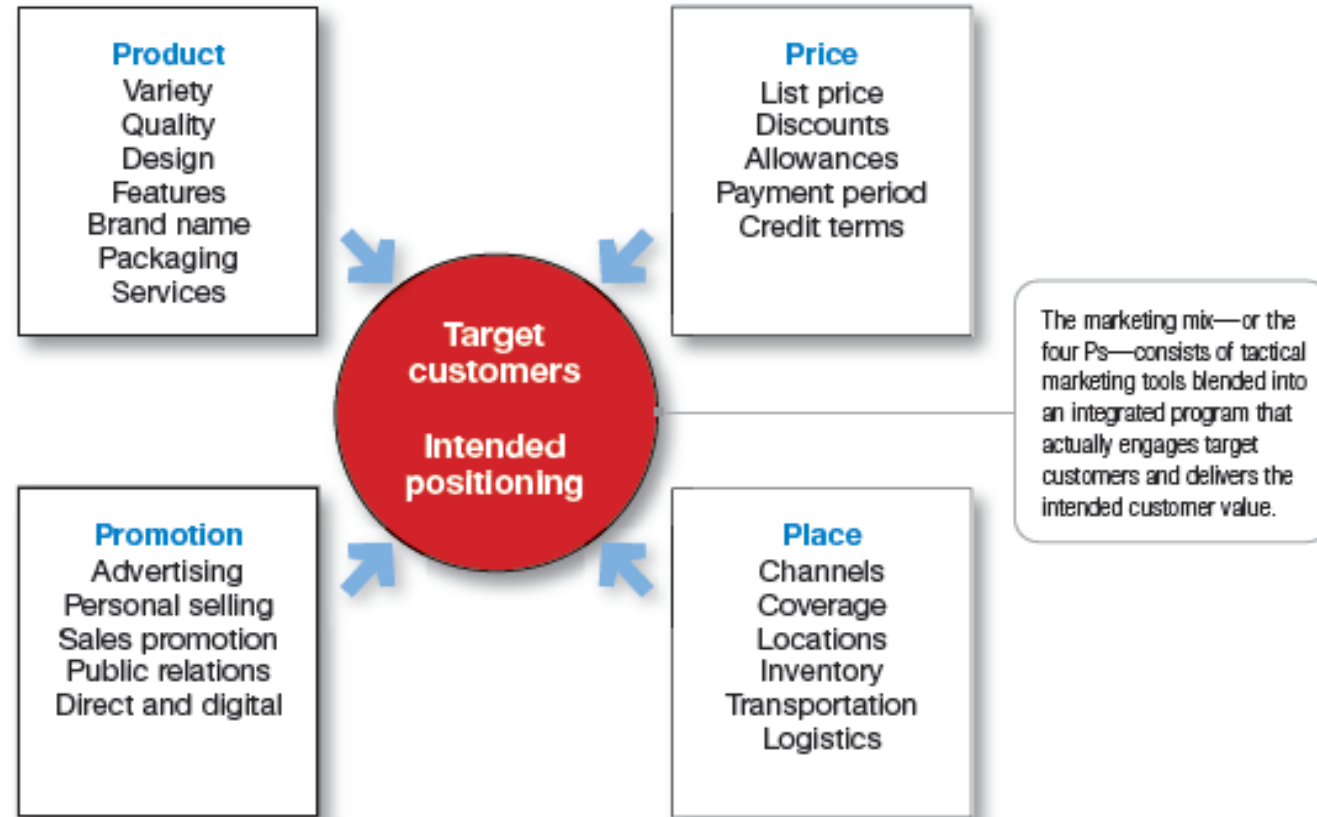 Product
Variety
Quality
Design
Features
Brand name
Packaging
Services
Price
List price
Discounts
Allowances
Payment period
Credit terms
Target
customers
Intended
positioning
The marketing mix—or the
four Ps—consists of tactical
marketing tools blended into
an integrated program that
actually engages target
customers and delivers the
intended customer value.
Promotion
Advertising
Personal selling
Sales promotion
Public relations
Direct and digital
Place
Channels
Coverage
Locations
Inventory
Transportation
Logistics